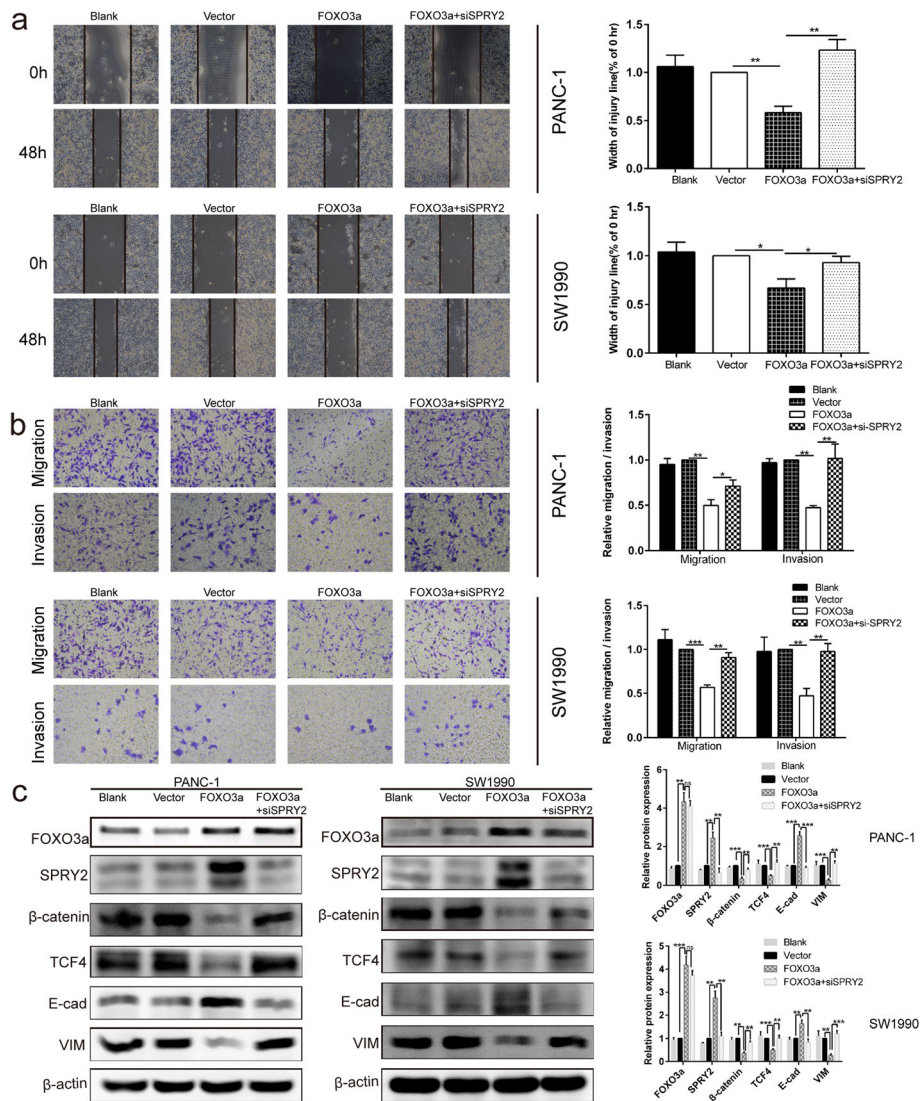 a
Blank Vector FOXO3a FOXO3a+siSPRY2
0h
48h
PANC-1
Width of injury line(% of 0 hr)
1.5
1.0
0.5
0.0
** **
Blank Vector FOXO3a FOXO3a+siSPRY2
Blank Vector FOXO3a FOXO3a+siSPRY2
0h
48h
SW1990
Width of injury line(% of 0 hr)
1.5
1.0
0.5
0.0
* *
Blank Vector FOXO3a FOXO3a+siSPRY2
b
Blank Vector FOXO3a FOXO3a+siSPRY2
Migration
Invasion
PANC-1
Blank
Vector
FOXO3a
FOXO3a+si-SPRY2
Relative migration / invasion
1.5
1.0
0.5
0.0
** * ** **
Migration Invasion
Blank Vector FOXO3a FOXO3a+siSPRY2
Migration
Invasion
SW1990
Blank
Vector
FOXO3a
FOXO3a+si-SPRY2
Relative migration / invasion
1.5
1.0
0.5
0.0
*** ** ** **
Migration Invasion
c
PANC-1
Blank Vector FOXO3a FOXO3a
+siSPRY2
FOXO3a
SPRY2
β-catenin
TCF4
E-cad
VIM
β-actin
SW1990
Blank Vector FOXO3a FOXO3a
+siSPRY2
FOXO3a
SPRY2
β-catenin
TCF4
E-cad
VIM
β-actin
Blank
Vector
FOXO3a
FOXO3a+siSPRY2
PANC-1
Relative protein expression
6
4
2
0
** ns ** ** *** ** *** ** *** *** *** **
FOXO3a SPRY2 β-catenin TCF4 E-cad VIM
Blank
Vector
FOXO3a
FOXO3a+siSPRY2
SW1990
Relative protein expression
5
4
3
2
1
0
*** ns ** ** ** ** *** ** ** ** ** ***
FOXO3a SPRY2 β-catenin TCF4 E-cad VIM